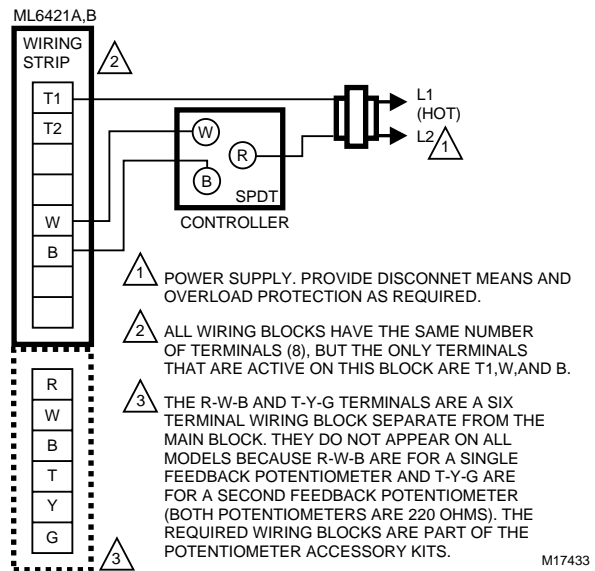 ML6421A,B
WIRING
STRIP
2
T1
T2
W
B
W
R
B
SPDT
CONTROLLER
L1
(HOT)
L2
1
1
POWER SUPPLY. PROVIDE DISCONNET MEANS AND
OVERLOAD PROTECTION AS REQUIRED.
2
ALL WIRING BLOCKS HAVE THE SAME NUMBER
OF TERMINALS (8), BUT THE ONLY TERMINALS
THAT ARE ACTIVE ON THIS BLOCK ARE T1,W,AND B.
3
THE R-W-B AND T-Y-G TERMINALS ARE A SIX
TERMINAL WIRING BLOCK SEPARATE FROM THE
MAIN BLOCK. THEY DO NOT APPEAR ON ALL
MODELS BECAUSE R-W-B ARE FOR A SINGLE
FEEDBACK POTENTIOMETER AND T-Y-G ARE
FOR A SECOND FEEDBACK POTENTIOMETER
(BOTH POTENTIOMETERS ARE 220 OHMS). THE
REQUIRED WIRING BLOCKS ARE PART OF THE
POTENTIOMETER ACCESSORY KITS.
R
W
B
T
Y
G
3
M17433